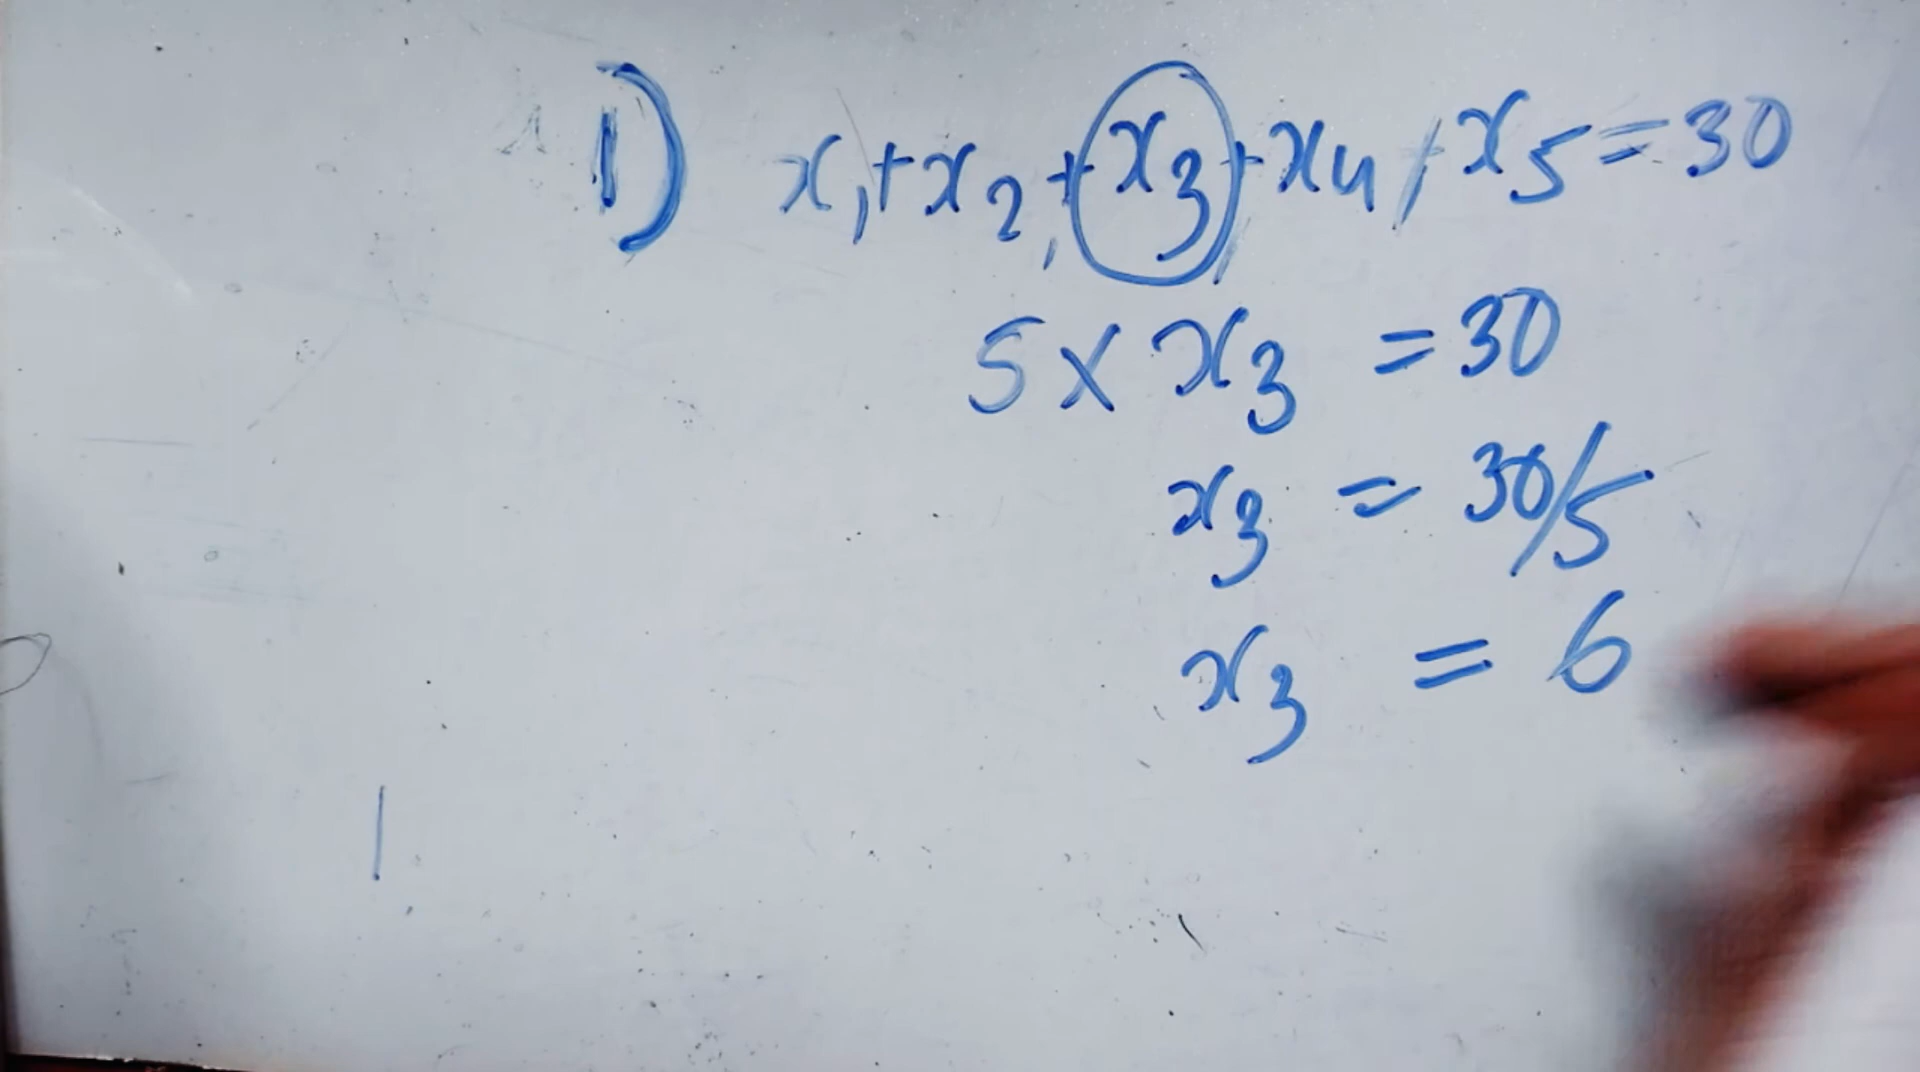 1) x₁+x₂+x₃+x₄+x₅=30
5×x₃=30
x₃=30/5
x₃=6